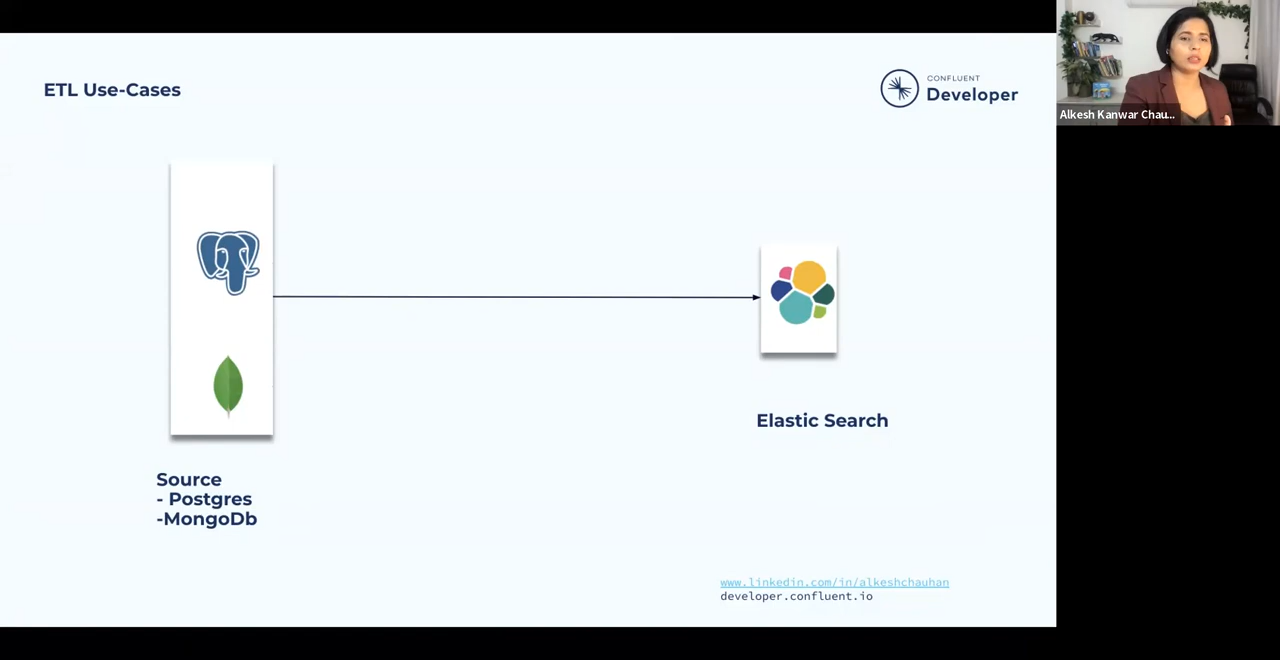 ETL Use-Cases
CONFLUENT
Developer
Alkesh Kanwar Chau...
Elastic Search
Source
- Postgres
-MongoDb
www.linkedin.com/in/alkeshchauhan
developer.confluent.io